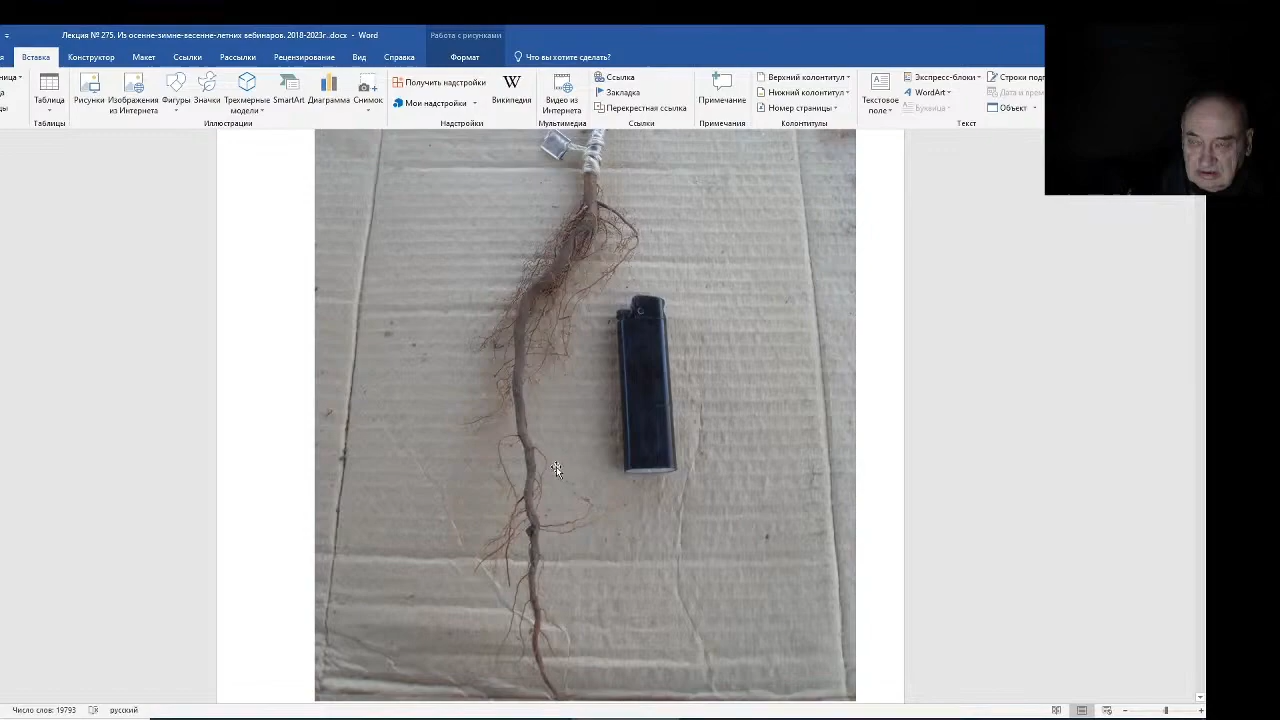 Лекция № 275. Из осенне-зимне-весенне-летних вебинаров. 2018-2023г..docx - Word
Работа с рисунками
Вставка Конструктор Макет Ссылки Рассылки Рецензирование Вид Справка Формат Что вы хотите сделать?
Таблица
Таблицы
Рисунки
Изображения из Интернета
Фигуры
Значки
Трехмерные модели
SmartArt
Диаграмма
Снимок
Иллюстрации
Получить надстройки
Мои надстройки
Википедия
Надстройки
Видео из Интернета
Мультимедиа
Ссылка
Закладка
Перекрестная ссылка
Ссылки
Примечание
Примечания
Верхний колонтитул
Нижний колонтитул
Номер страницы
Колонтитулы
Текстовое поле
Экспресс-блоки
WordArt
Буквица
Строки под
Дата и врем
Объект
Текст
Число слов: 19793 русский